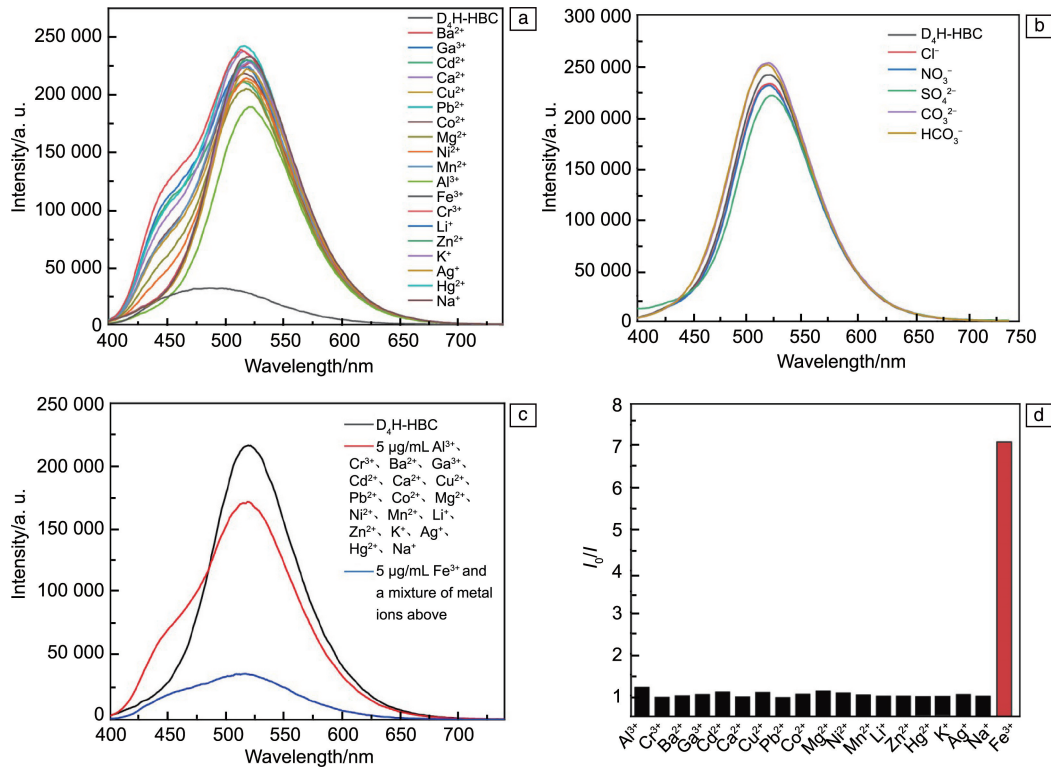 a
250 000
200 000
150 000
100 000
50 000
0
Intensity/a. u.
400 450 500 550 600 650 700
Wavelength/nm
D₄H-HBC
Ba²⁺
Ga³⁺
Cd²⁺
Ca²⁺
Cu²⁺
Pb²⁺
Co²⁺
Mg²⁺
Ni²⁺
Mn²⁺
Al³⁺
Fe³⁺
Cr³⁺
Li⁺
Zn²⁺
K⁺
Ag⁺
Hg²⁺
Na⁺
b
300 000
250 000
200 000
150 000
100 000
50 000
0
Intensity/a. u.
400 450 500 550 600 650 700 750
Wavelength/nm
D₄H-HBC
Cl⁻
NO₃⁻
SO₄²⁻
CO₃²⁻
HCO₃⁻
c
250 000
200 000
150 000
100 000
50 000
0
Intensity/a. u.
400 450 500 550 600 650 700
Wavelength/nm
D₄H-HBC
5 μg/mL Al³⁺、
Cr³⁺、Ba²⁺、Ga³⁺、
Cd²⁺、Ca²⁺、Cu²⁺、
Pb²⁺、Co²⁺、Mg²⁺、
Ni²⁺、Mn²⁺、Li⁺、
Zn²⁺、K⁺、Ag⁺、
Hg²⁺、Na⁺
5 μg/mL Fe³⁺ and
a mixture of metal
ions above
d
8
7
6
5
4
3
2
1
I₀/I
Al³⁺ Cr³⁺ Ba²⁺ Ga³⁺ Cd²⁺ Ca²⁺ Cu²⁺ Pb²⁺ Co²⁺ Mg²⁺ Ni²⁺ Mn²⁺ Li⁺ Zn²⁺ Hg²⁺ K⁺ Ag⁺ Na⁺ Fe³⁺